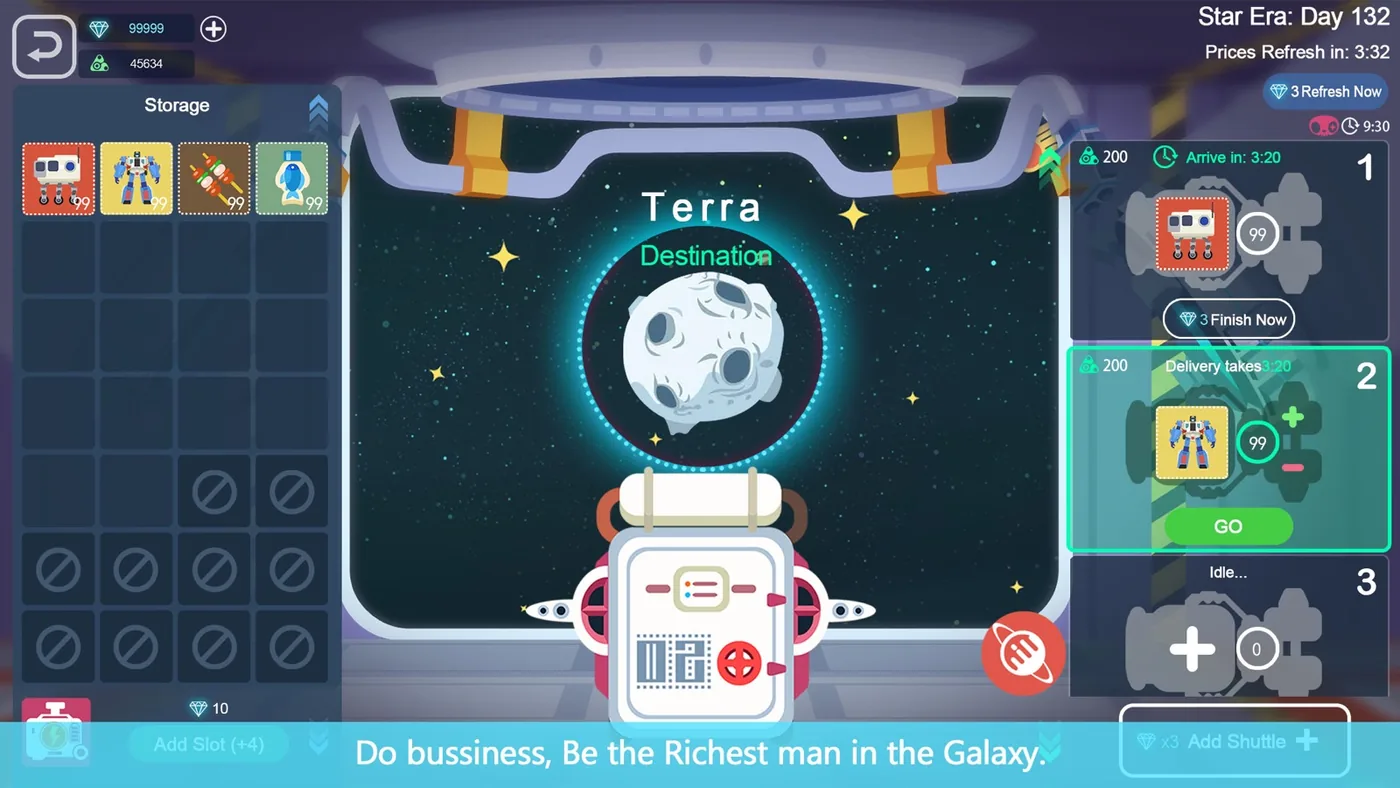 99999
45634
Star Era: Day 132
Prices Refresh in: 3:32
3 Refresh Now
9:30
Storage
99
99
99
99
10
Add Slot (+4)
Terra
Destination
02
200
Arrive in: 3:20
1
99
3 Finish Now
200
Delivery takes3:20
2
99
GO
Idle...
3
0
x3 Add Shuttle
Do bussiness, Be the Richest man in the Galaxy.